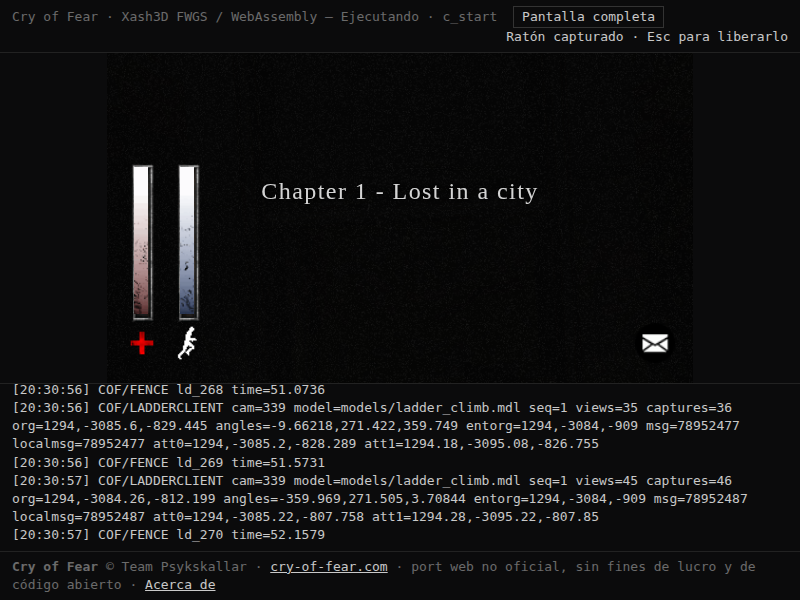 Cry of Fear · Xash3D FWGS / WebAssembly — Ejecutando · c_start Pantalla completa
Ratón capturado · Esc para liberarlo
Chapter 1 - Lost in a city
[20:30:56] COF/FENCE ld_268 time=51.0736
[20:30:56] COF/LADDERCLIENT cam=339 model=models/ladder_climb.mdl seq=1 views=35 captures=36
org=1294,-3085.6,-829.445 angles=-9.66218,271.422,359.749 entorg=1294,-3084,-909 msg=78952477
localmsg=78952477 att0=1294,-3085.2,-828.289 att1=1294.18,-3095.08,-826.755
[20:30:56] COF/FENCE ld_269 time=51.5731
[20:30:57] COF/LADDERCLIENT cam=339 model=models/ladder_climb.mdl seq=1 views=45 captures=46
org=1294,-3084.26,-812.199 angles=-359.969,271.505,3.70844 entorg=1294,-3084,-909 msg=78952487
localmsg=78952487 att0=1294,-3085.22,-807.758 att1=1294.28,-3095.22,-807.85
[20:30:57] COF/FENCE ld_270 time=52.1579
Cry of Fear © Team Psykskallar · cry-of-fear.com · port web no oficial, sin fines de lucro y de
código abierto · Acerca de